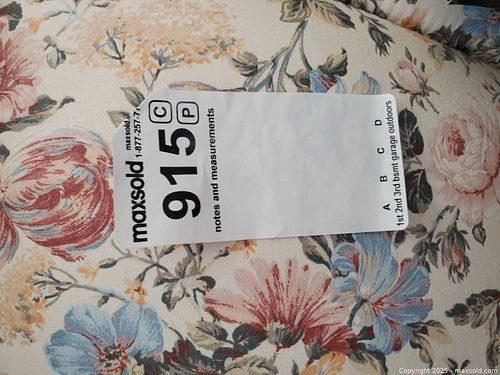 maxsold
maxsold.
1-877-257-
915
C
P
notes and measurements
A B C D
1st 2nd 3rd bsmt garage outdoors
Copyright 2025 - maxsold.com